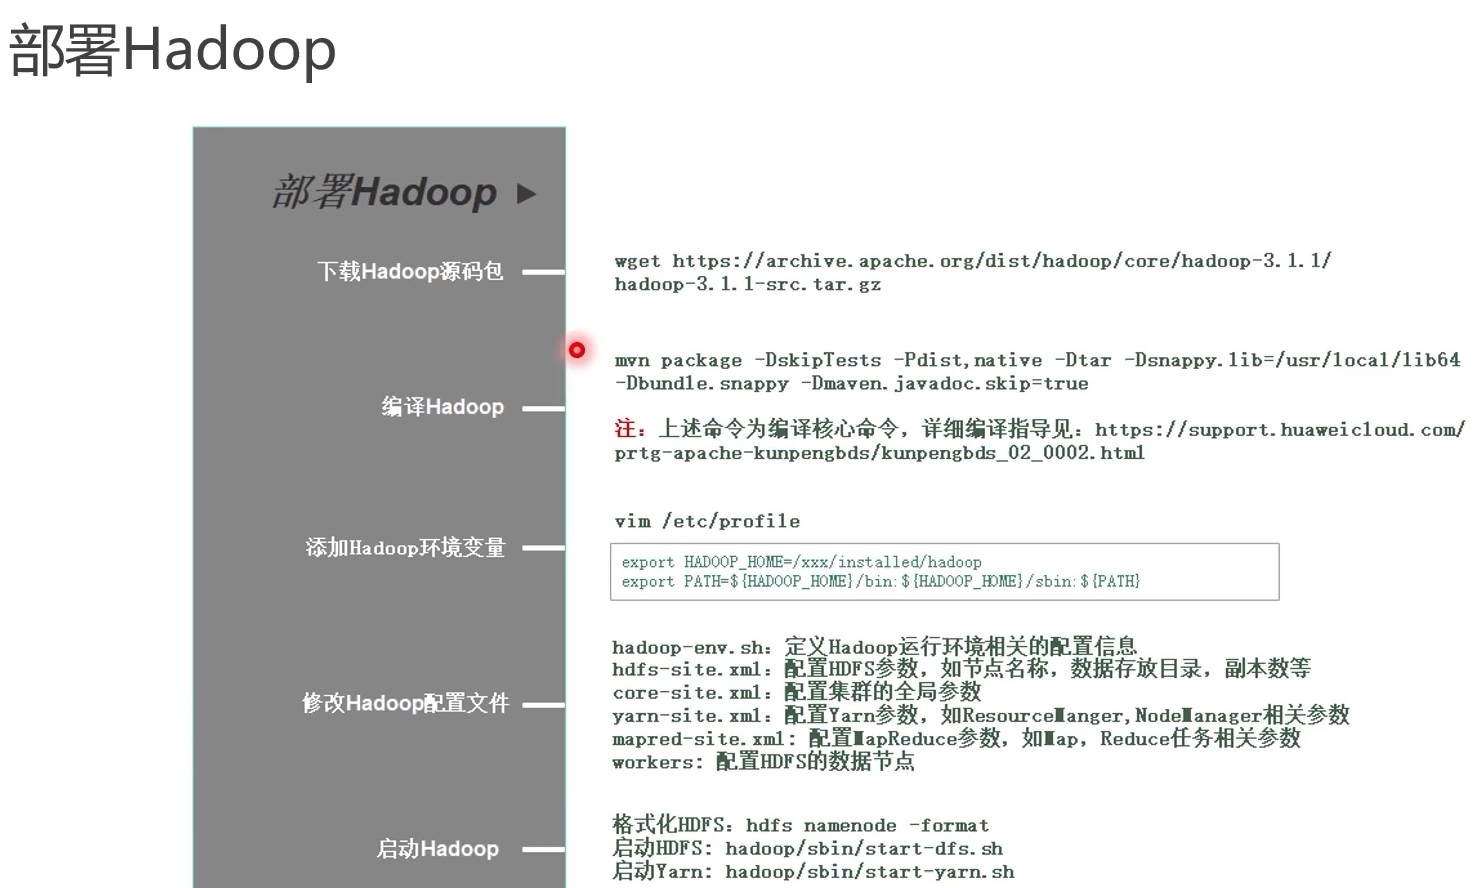 部署Hadoop
部署Hadoop
下载Hadoop源码包
wget https://archive.apache.org/dist/hadoop/core/hadoop-3.1.1/
hadoop-3.1.1-src.tar.gz
编译Hadoop
mvn package -DskipTests -Pdist,native -Dtar -Dsnappy.lib=/usr/local/lib64
-Dbundle.snappy -Dmaven.javadoc.skip=true
注：上述命令为编译核心命令，详细编译指导见：https://support.huaweicloud.com/
prtg-apache-kunpengbds/kunpengbds_02_0002.html
添加Hadoop环境变量
vim /etc/profile
export HADOOP_HOME=/xxx/installed/hadoop
export PATH=${HADOOP_HOME}/bin:${HADOOP_HOME}/sbin:${PATH}
修改Hadoop配置文件
hadoop-env.sh：定义Hadoop运行环境相关的配置信息
hdfs-site.xml：配置HDFS参数，如节点名称，数据存放目录，副本数等
core-site.xml：配置集群的全局参数
yarn-site.xml：配置Yarn参数，如ResourceManger,NodeManager相关参数
mapred-site.xml: 配置MapReduce参数，如Map，Reduce任务相关参数
workers: 配置HDFS的数据节点
启动Hadoop
格式化HDFS：hdfs namenode -format
启动HDFS: hadoop/sbin/start-dfs.sh
启动Yarn: hadoop/sbin/start-yarn.sh